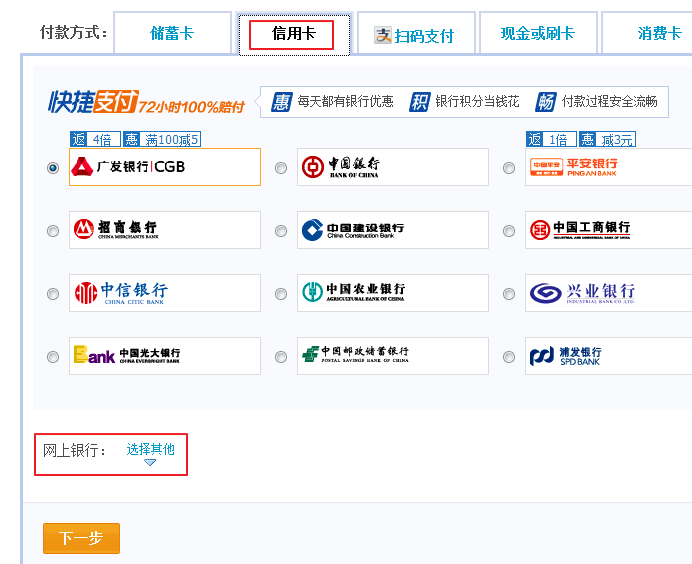 付款方式： 储蓄卡 信用卡 支 扫码支付 现金或刷卡 消费卡
快捷支付 72小时100%赔付 惠 每天都有银行优惠 积 银行积分当钱花 畅 付款过程安全流畅
返 4倍 惠 满100减5 返 1倍 惠 减3元
广发银行|CGB 中国银行 BANK OF CHINA 中国平安 平安银行 PING AN BANK
招商银行 CHINA MERCHANTS BANK 中国建设银行 China Construction Bank 中国工商银行 INDUSTRIAL AND COMMERCIAL BANK OF CHINA
中信银行 CHINA CITIC BANK 中国农业银行 AGRICULTURAL BANK OF CHINA 兴业银行 INDUSTRIAL BANK CO.,LTD.
Bank 中国光大银行 CHINA EVERBRIGHT BANK 中国邮政储蓄银行 POSTAL SAVINGS BANK OF CHINA 浦发银行 SPD BANK
网上银行： 选择其他
下一步